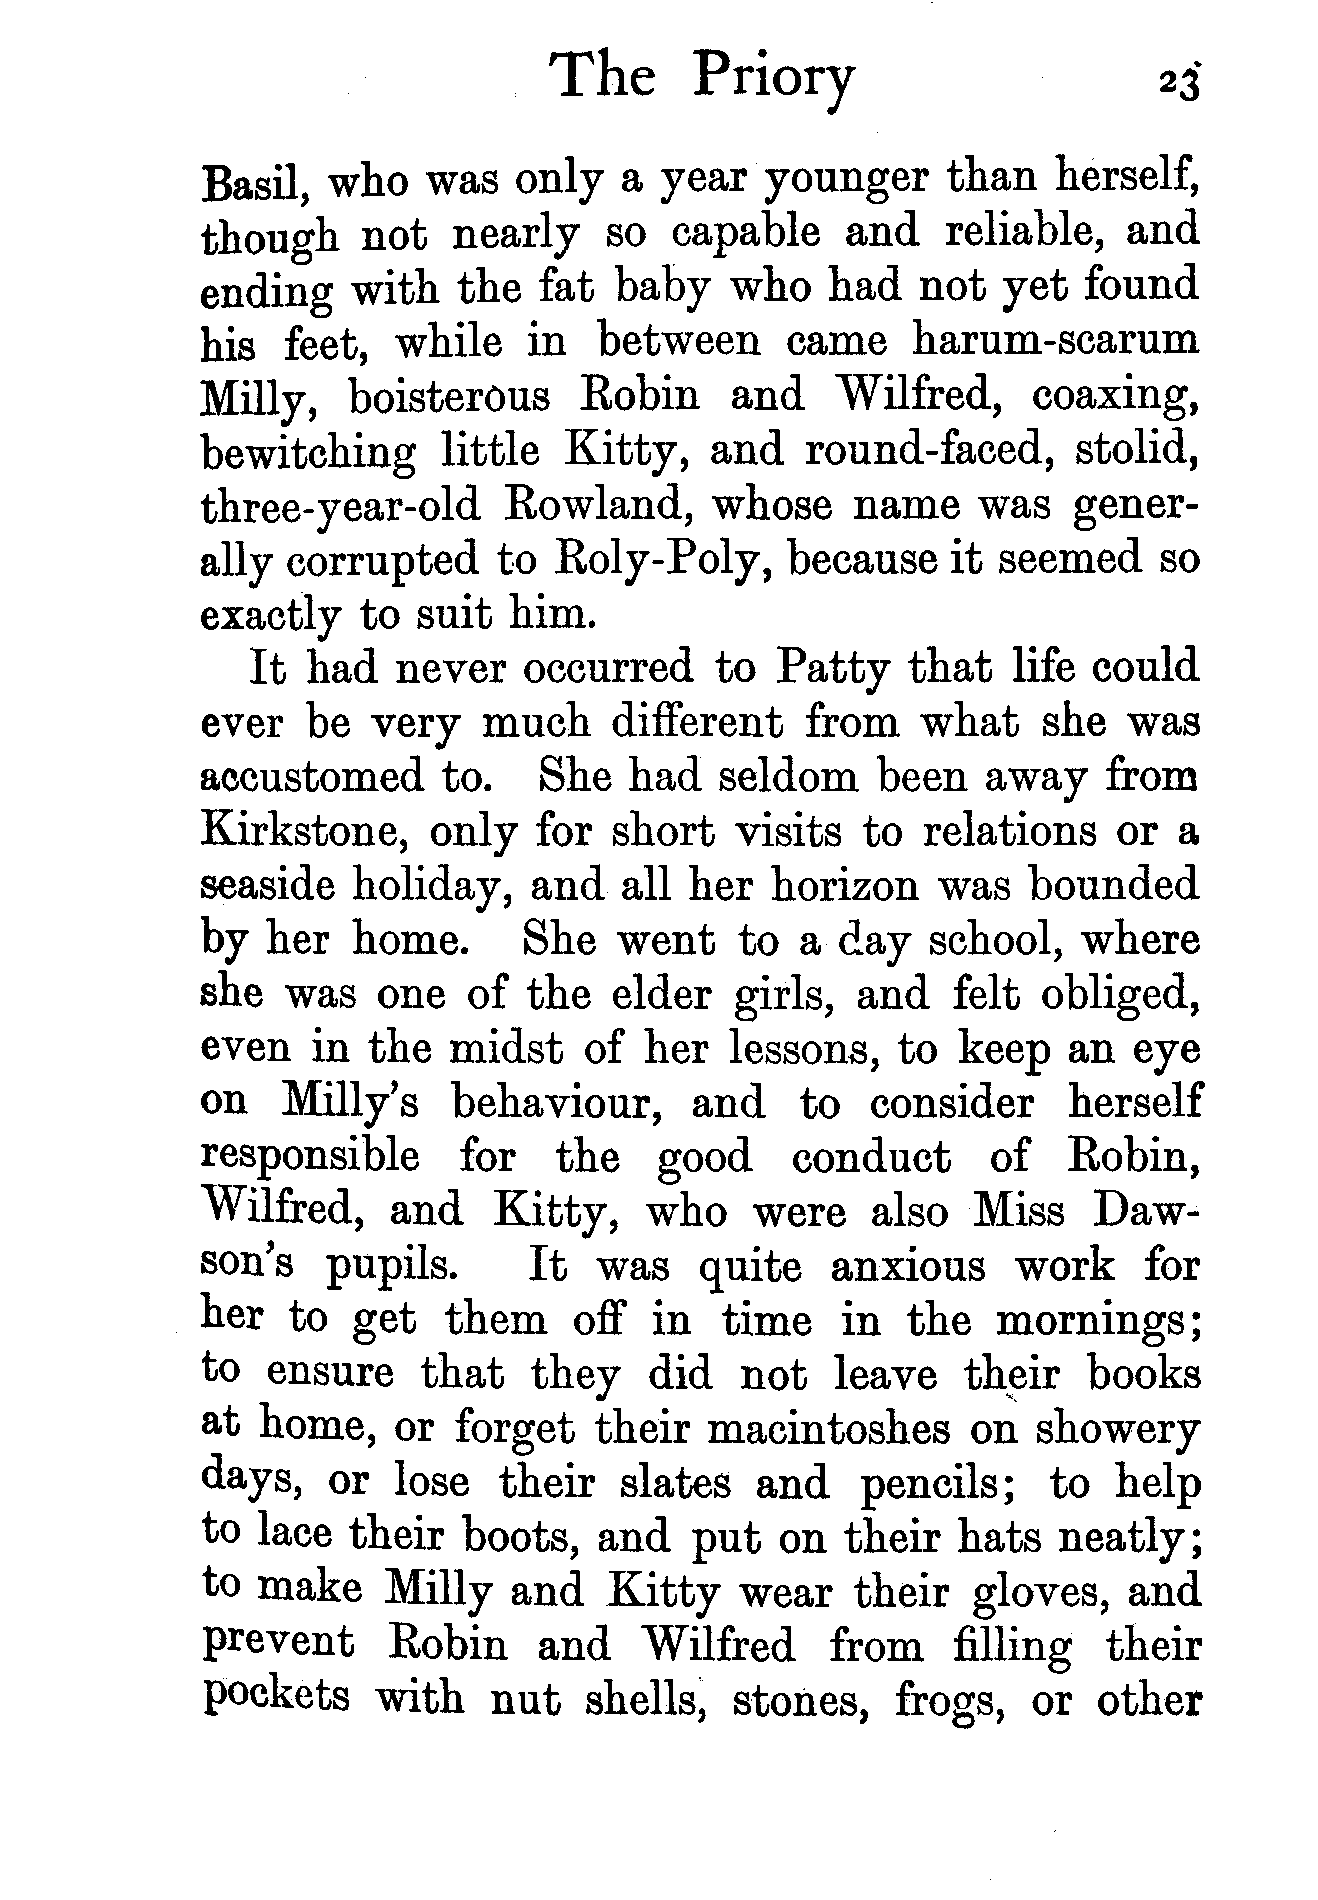 The Priory 23
Basil, who was only a year younger than herself,
though not nearly so capable and reliable, and
ending with the fat baby who had not yet found
his feet, while in between came harum-scarum
Milly, boisterous Robin and Wilfred, coaxing,
bewitching little Kitty, and round-faced, stolid,
three-year-old Rowland, whose name was gener-
ally corrupted to Roly-Poly, because it seemed so
exactly to suit him.
It had never occurred to Patty that life could
ever be very much different from what she was
accustomed to. She had seldom been away from
Kirkstone, only for short visits to relations or a
seaside holiday, and all her horizon was bounded
by her home. She went to a day school, where
she was one of the elder girls, and felt obliged,
even in the midst of her lessons, to keep an eye
on Milly's behaviour, and to consider herself
responsible for the good conduct of Robin,
Wilfred, and Kitty, who were also Miss Daw-
son's pupils. It was quite anxious work for
her to get them off in time in the mornings;
to ensure that they did not leave their books
at home, or forget their macintoshes on showery
days, or lose their slates and pencils; to help
to lace their boots, and put on their hats neatly;
to make Milly and Kitty wear their gloves, and
prevent Robin and Wilfred from filling their
pockets with nut shells, stones, frogs, or other